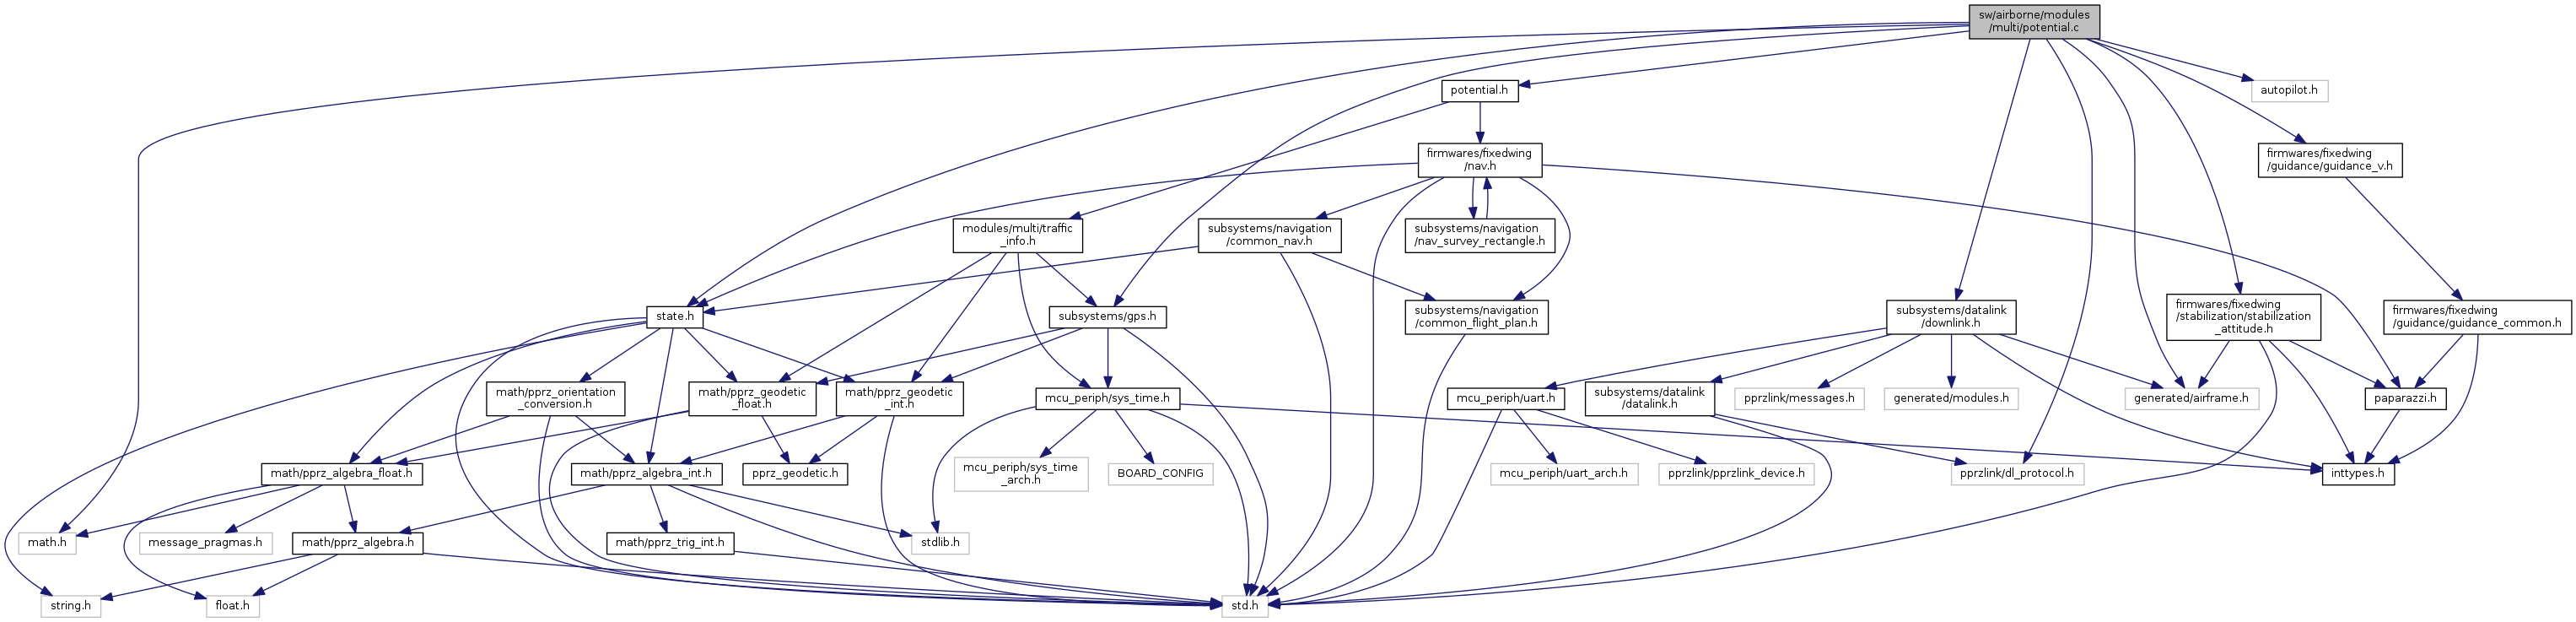 sw/airborne/modules
/multi/potential.c
potential.h
autopilot.h
firmwares/fixedwing
/nav.h
firmwares/fixedwing
/guidance/guidance_v.h
modules/multi/traffic
_info.h
subsystems/navigation
/common_nav.h
subsystems/navigation
/nav_survey_rectangle.h
state.h
subsystems/gps.h
subsystems/navigation
/common_flight_plan.h
subsystems/datalink
/downlink.h
firmwares/fixedwing
/stabilization/stabilization
_attitude.h
firmwares/fixedwing
/guidance/guidance_common.h
math/pprz_orientation
_conversion.h
math/pprz_geodetic
_float.h
math/pprz_geodetic
_int.h
mcu_periph/sys_time.h
mcu_periph/uart.h
subsystems/datalink
/datalink.h
pprzlink/messages.h
generated/modules.h
generated/airframe.h
paparazzi.h
math/pprz_algebra_float.h
math/pprz_algebra_int.h
pprz_geodetic.h
mcu_periph/sys_time
_arch.h
BOARD_CONFIG
mcu_periph/uart_arch.h
pprzlink/pprzlink_device.h
pprzlink/dl_protocol.h
inttypes.h
math.h
message_pragmas.h
math/pprz_algebra.h
math/pprz_trig_int.h
stdlib.h
string.h
float.h
std.h